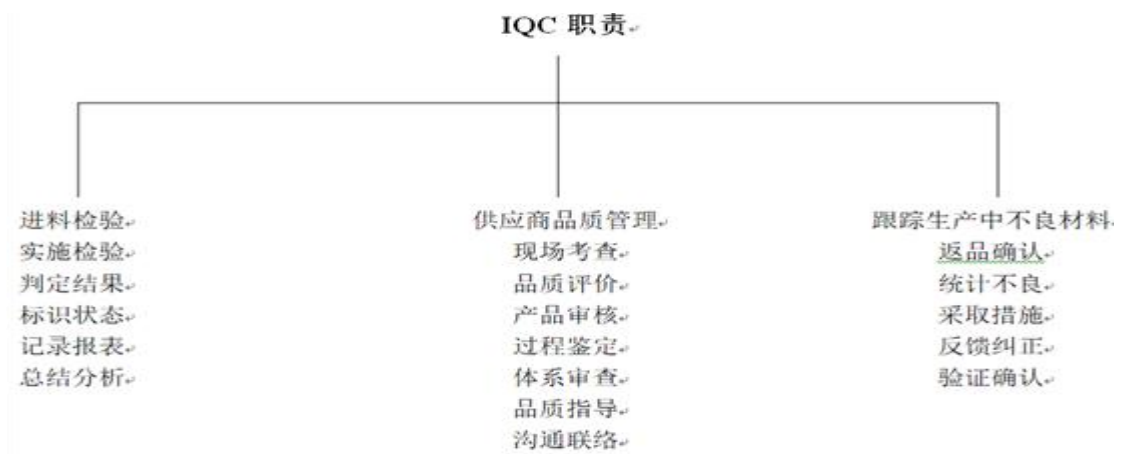 IQC 职责
进料检验
实施检验
判定结果
标识状态
记录报表
总结分析
供应商品质管理
现场考查
品质评价
产品审核
过程鉴定
体系审查
品质指导
沟通联络
跟踪生产中不良材料
返品确认
统计不良
采取措施
反馈纠正
验证确认